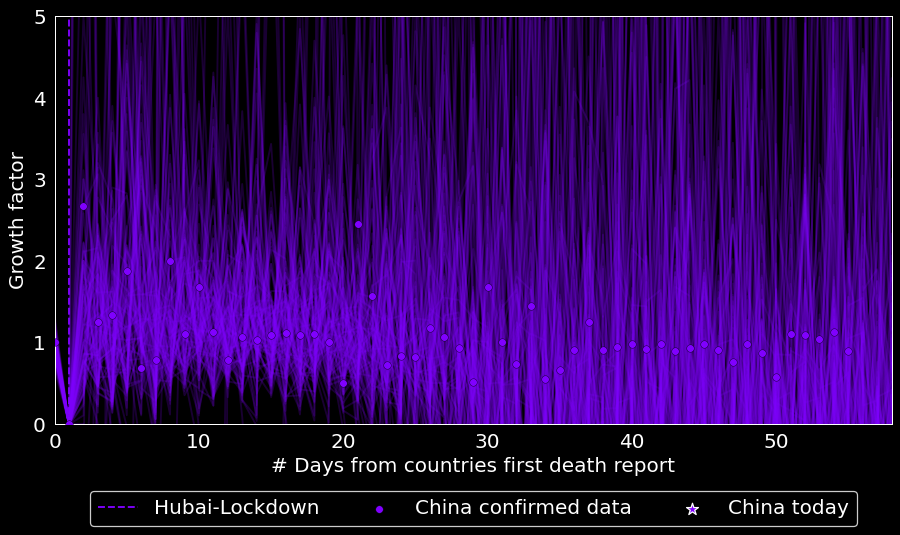 5
4
3
2
1
0
Growth factor
0 10 20 30 40 50
# Days from countries first death report
Hubai-Lockdown China confirmed data China today